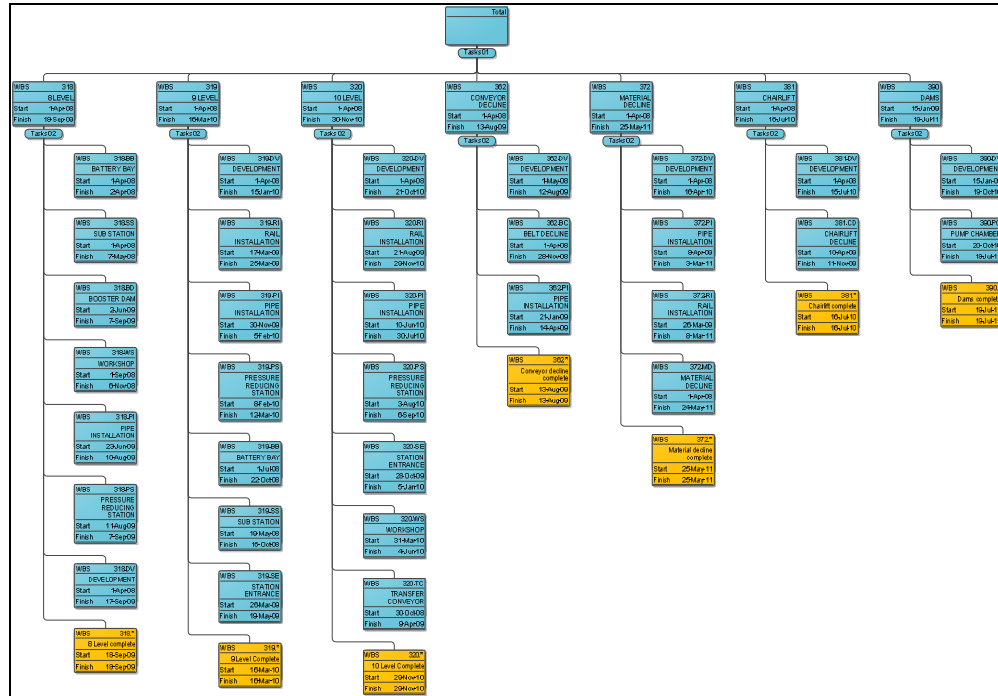 Total
Tasks01
WBS 318
8 LEVEL
Start 1-Apr-08
Finish 18-Sep-09
Tasks02
WBS 319
9 LEVEL
Start 1-Apr-08
Finish 16-Mar-10
Tasks02
WBS 320
10 LEVEL
Start 1-Apr-08
Finish 30-Nov-10
Tasks02
WBS 362
CONVEYOR
DECLINE
Start 1-Apr-08
Finish 13-Aug-09
Tasks02
WBS 372
MATERIAL
DECLINE
Start 1-Apr-08
Finish 25-May-11
Tasks02
WBS 381
CHAIRLIFT
Start 1-Apr-08
Finish 16-Jul-10
Tasks02
WBS 390
DAMS
Start 15-Jan-09
Finish 19-Jul-11
Tasks02
WBS 318-BB
BATTERY BAY
Start 1-Apr-08
Finish 2-Apr-08
WBS 318-SS
SUB STATION
Start 1-Apr-08
Finish 7-May-08
WBS 318-BD
BOOSTER DAM
Start 2-Jun-09
Finish 7-Sep-09
WBS 318-WS
WORKSHOP
Start 1-Sep-08
Finish 6-Nov-08
WBS 318-PI
PIPE
INSTALLATION
Start 23-Jun-09
Finish 10-Aug-09
WBS 318-PS
PRESSURE
REDUCING
STATION
Start 11-Aug-09
Finish 7-Sep-09
WBS 318-DV
DEVELOPMENT
Start 1-Apr-08
Finish 17-Sep-09
WBS 318.*
8 Level complete
Start 18-Sep-09
Finish 18-Sep-09
WBS 319-DV
DEVELOPMENT
Start 1-Apr-08
Finish 15-Jan-10
WBS 319-RI
RAIL
INSTALLATION
Start 17-Mar-09
Finish 25-Mar-09
WBS 319-PI
PIPE
INSTALLATION
Start 30-Nov-09
Finish 5-Feb-10
WBS 319-PS
PRESSURE
REDUCING
STATION
Start 8-Feb-10
Finish 12-Mar-10
WBS 319-BB
BATTERY BAY
Start 1-Jul-08
Finish 22-Oct-08
WBS 319-SS
SUB STATION
Start 19-May-08
Finish 16-Oct-08
WBS 319-SE
STATION
ENTRANCE
Start 26-Mar-09
Finish 19-May-09
WBS 319.*
9 Level Complete
Start 16-Mar-10
Finish 16-Mar-10
WBS 320-DV
DEVELOPMENT
Start 1-Apr-08
Finish 21-Oct-10
WBS 320-RI
RAIL
INSTALLATION
Start 21-Aug-09
Finish 29-Nov-10
WBS 320-PI
PIPE
INSTALLATION
Start 10-Jun-10
Finish 30-Jul-10
WBS 320-PS
PRESSURE
REDUCING
STATION
Start 3-Aug-10
Finish 6-Sep-10
WBS 320-SE
STATION
ENTRANCE
Start 28-Oct-09
Finish 5-Jan-10
WBS 320-WS
WORKSHOP
Start 31-Mar-10
Finish 4-Jun-10
WBS 320-TC
TRANSFER
CONVEYOR
Start 30-Oct-08
Finish 9-Apr-09
WBS 320.*
10 Level Complete
Start 29-Nov-10
Finish 29-Nov-10
WBS 362-DV
DEVELOPMENT
Start 1-May-08
Finish 12-Aug-09
WBS 362-BC
BELT DECLINE
Start 1-Apr-08
Finish 28-Nov-08
WBS 362-PI
PIPE
INSTALLATION
Start 21-Jan-09
Finish 14-Apr-09
WBS 362.*
Conveyor decline
complete
Start 13-Aug-09
Finish 13-Aug-09
WBS 372-DV
DEVELOPMENT
Start 1-Apr-08
Finish 16-Apr-10
WBS 372-PI
PIPE
INSTALLATION
Start 9-Apr-08
Finish 3-Mar-11
WBS 372-RI
RAIL
INSTALLATION
Start 26-Mar-09
Finish 8-Mar-11
WBS 372-MD
MATERIAL
DECLINE
Start 1-Apr-08
Finish 24-May-11
WBS 372.*
Material decline
complete
Start 25-May-11
Finish 25-May-11
WBS 381-DV
DEVELOPMENT
Start 1-Apr-08
Finish 15-Jul-10
WBS 381-CD
CHAIRLIFT
DECLINE
Start 10-Apr-08
Finish 11-Nov-09
WBS 381.*
Chairlift complete
Start 16-Jul-10
Finish 16-Jul-10
WBS 390-DV
DEVELOPMENT
Start 15-Jan-0
Finish 19-Oct-1
WBS 390-PC
PUMP CHAMBER
Start 20-Oct-1
Finish 19-Jul-1
WBS 390.
Dams complete
Start 19-Jul-1
Finish 19-Jul-1